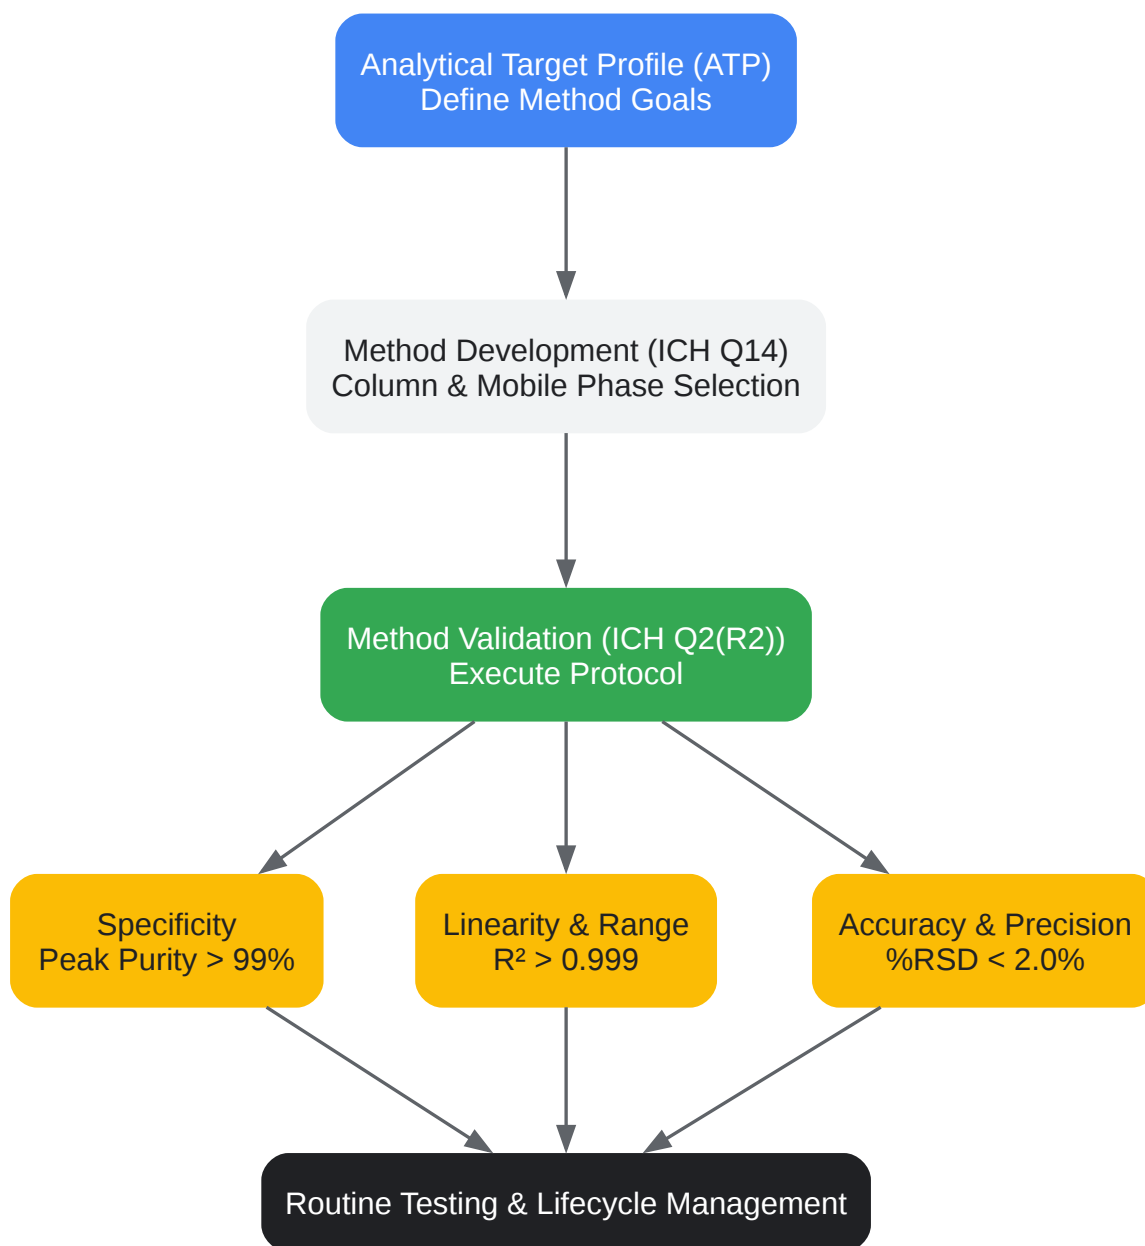 Analytical Target Profile (ATP)
Define Method Goals
Method Development (ICH Q14)
Column & Mobile Phase Selection
Method Validation (ICH Q2(R2))
Execute Protocol
Specificity
Peak Purity > 99%
Linearity & Range
R² > 0.999
Accuracy & Precision
%RSD < 2.0%
Routine Testing & Lifecycle Management